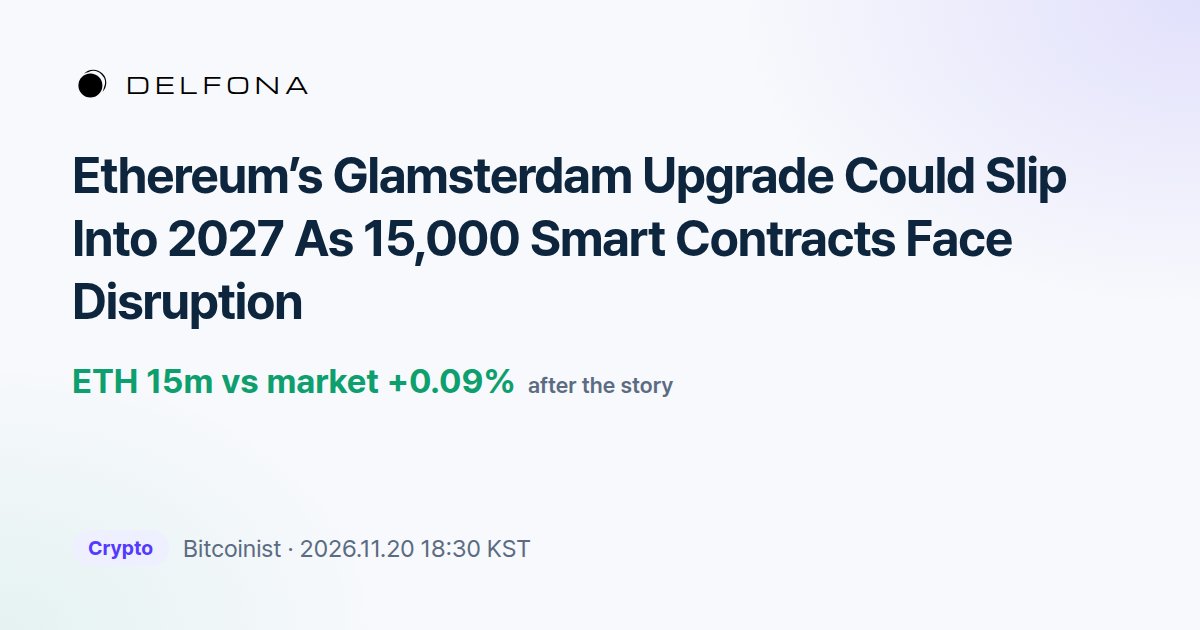 DELFONA
Ethereum’s Glamsterdam Upgrade Could Slip
Into 2027 As 15,000 Smart Contracts Face
Disruption
ETH 15m vs market +0.09% after the story
Crypto Bitcoinist · 2026.11.20 18:30 KST